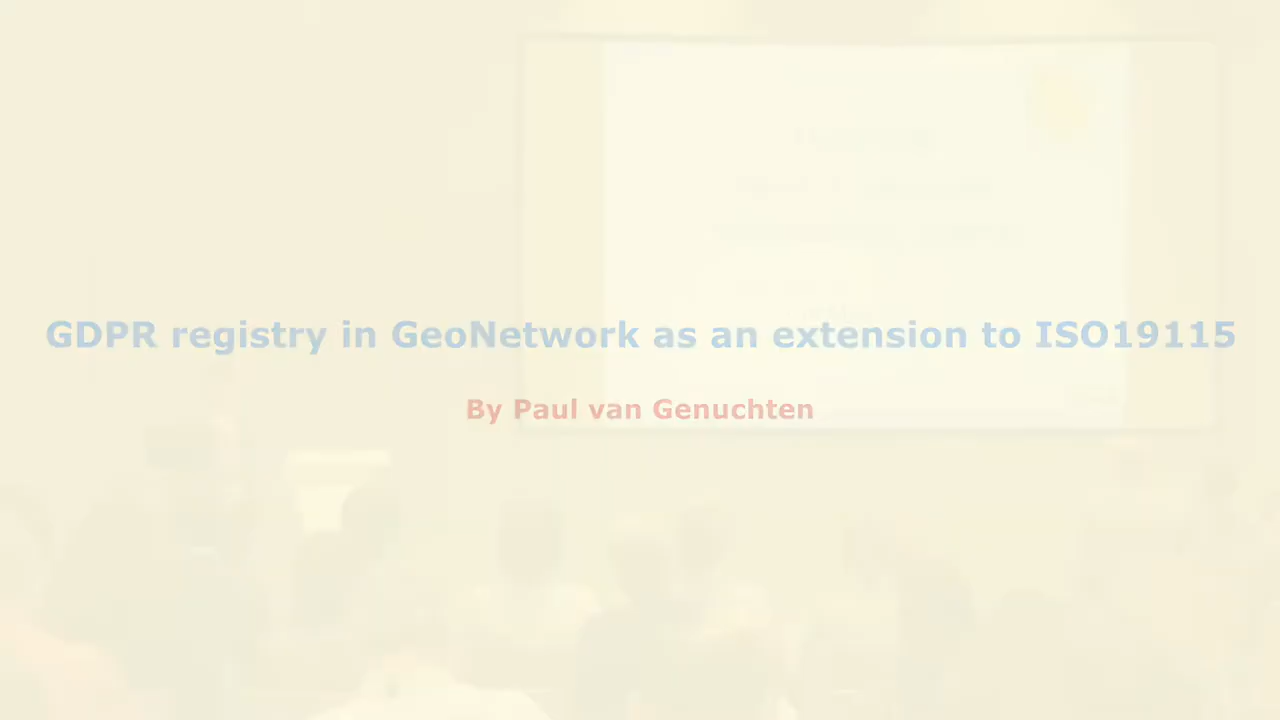 GDPR registry in GeoNetwork as an extension to ISO19115
By Paul van Genuchten